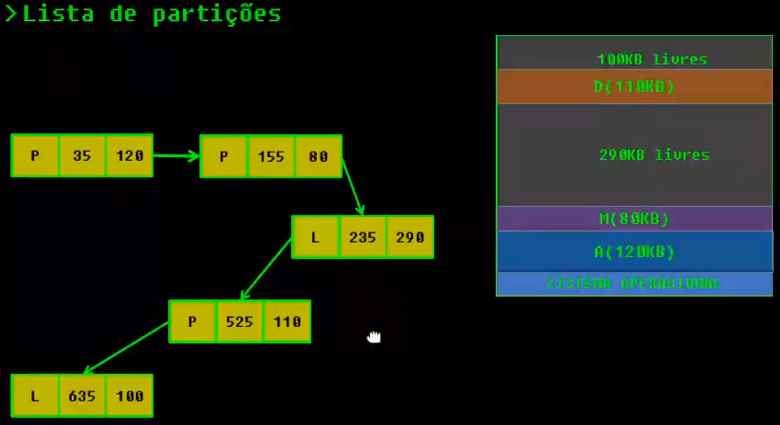 >Lista de partições
100KB livres
D(110KB)
290KB livres
M(80KB)
A(120KB)
SISTEMA OPERACIONAL
P 35 120
P 155 80
L 235 290
P 525 110
L 635 100